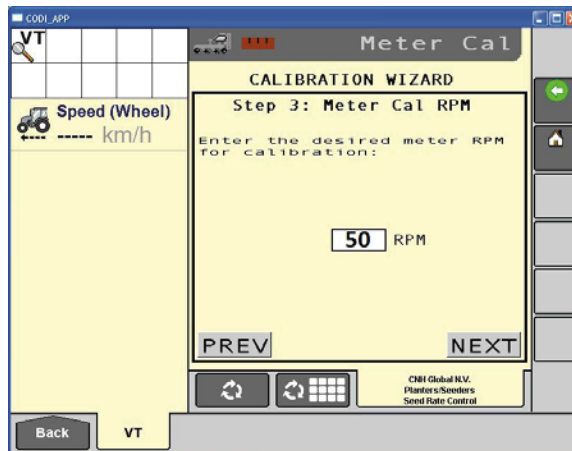 CODI_APP
VT
Meter Cal
CALIBRATION WIZARD
Step 3: Meter Cal RPM
Speed (Wheel)
----- km/h
Enter the desired meter RPM
for calibration:
50 RPM
PREV
NEXT
CNH Global N.V.
Planters/Seeders
Seed Rate Control
Back
VT